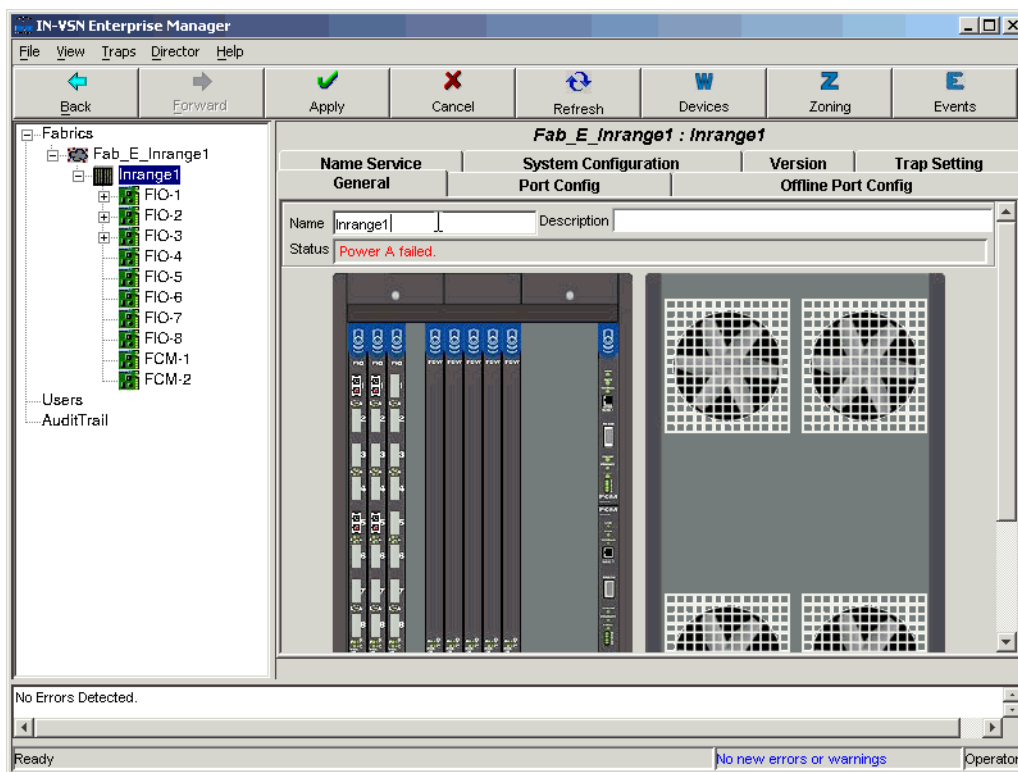 IN-VSN Enterprise Manager
File View Traps Director Help
Back Forward Apply Cancel Refresh Devices Zoning Events
Fabrics
Fab_E_Inrange1
Inrange1
FIO-1
FIO-2
FIO-3
FIO-4
FIO-5
FIO-6
FIO-7
FIO-8
FCM-1
FCM-2
Users
AuditTrail
Fab_E_Inrange1 : Inrange1
Name Service System Configuration Version Trap Setting
General Port Config Offline Port Config
Name Inrange1 Description
Status Power A failed.
No Errors Detected.
Ready No new errors or warnings Operator